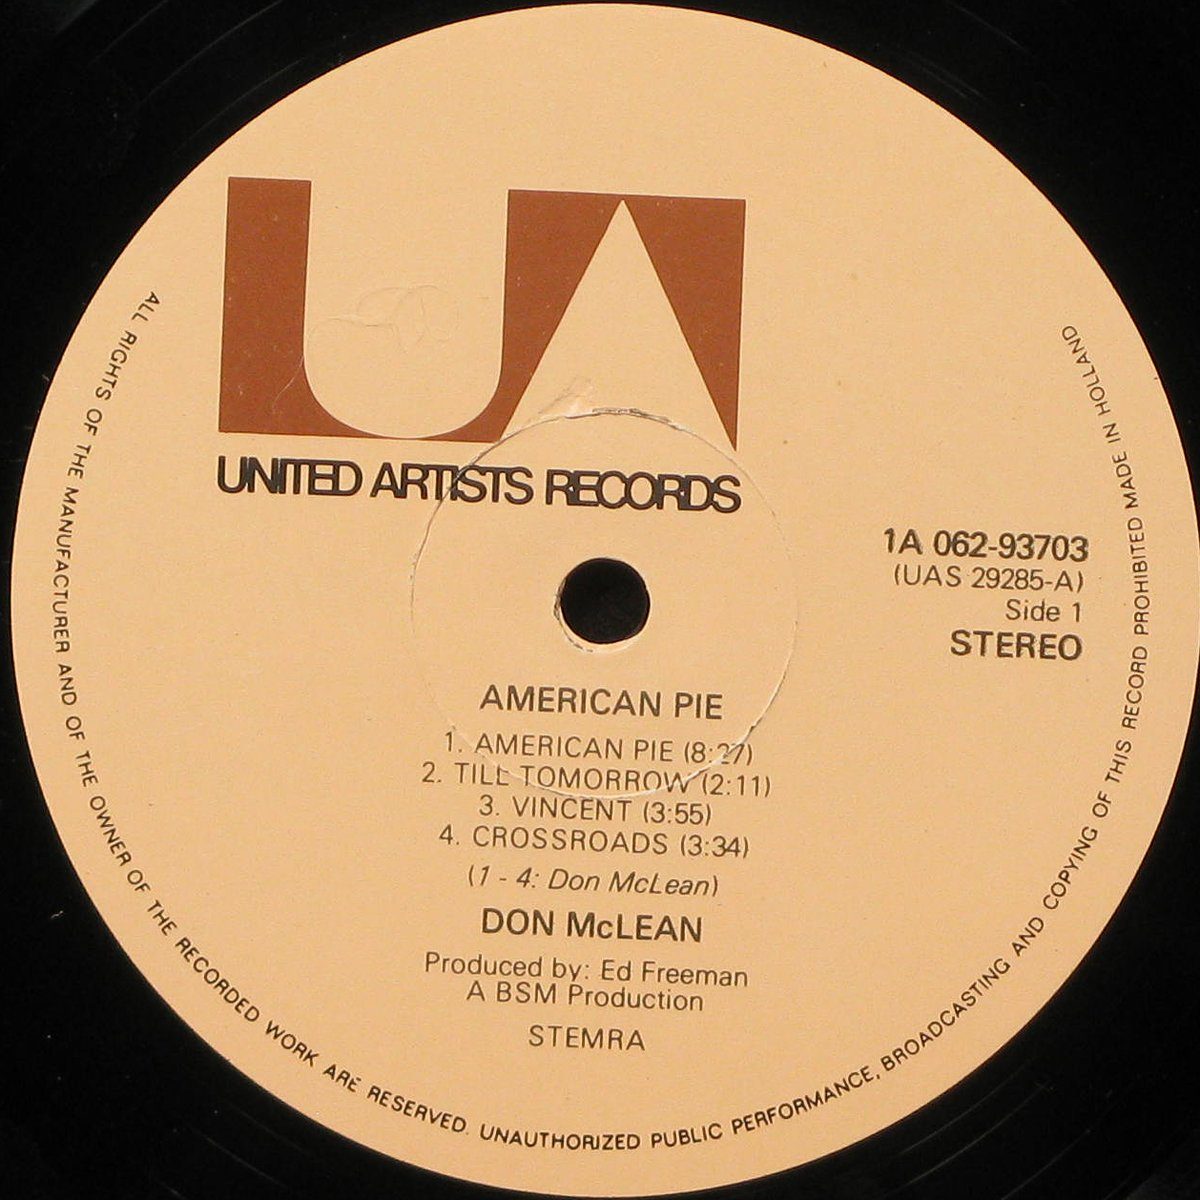 UA
UNITED ARTISTS RECORDS
1A 062-93703
(UAS 29285-A)
Side 1
STEREO
AMERICAN PIE
1. AMERICAN PIE (8:27)
2. TILL TOMORROW (2:11)
3. VINCENT (3:55)
4. CROSSROADS (3:34)
(1 - 4: Don McLean)
DON McLEAN
Produced by: Ed Freeman
A BSM Production
STEMRA
ALL RIGHTS OF THE MANUFACTURER AND OF THE OWNER OF THE RECORDED WORK ARE RESERVED. UNAUTHORIZED PUBLIC PERFORMANCE, BROADCASTING AND COPYING OF THIS RECORD PROHIBITED MADE IN HOLLAND